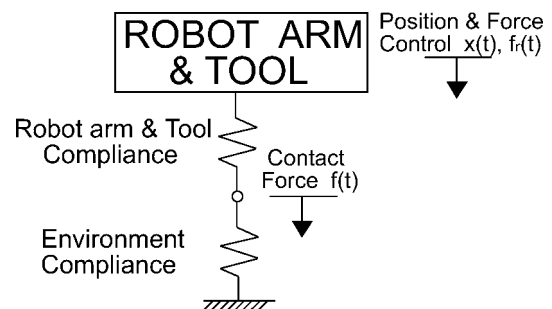 ROBOT ARM
& TOOL
Position & Force
Control x(t), fr(t)
Robot arm & Tool
Compliance
Contact
Force f(t)
Environment
Compliance